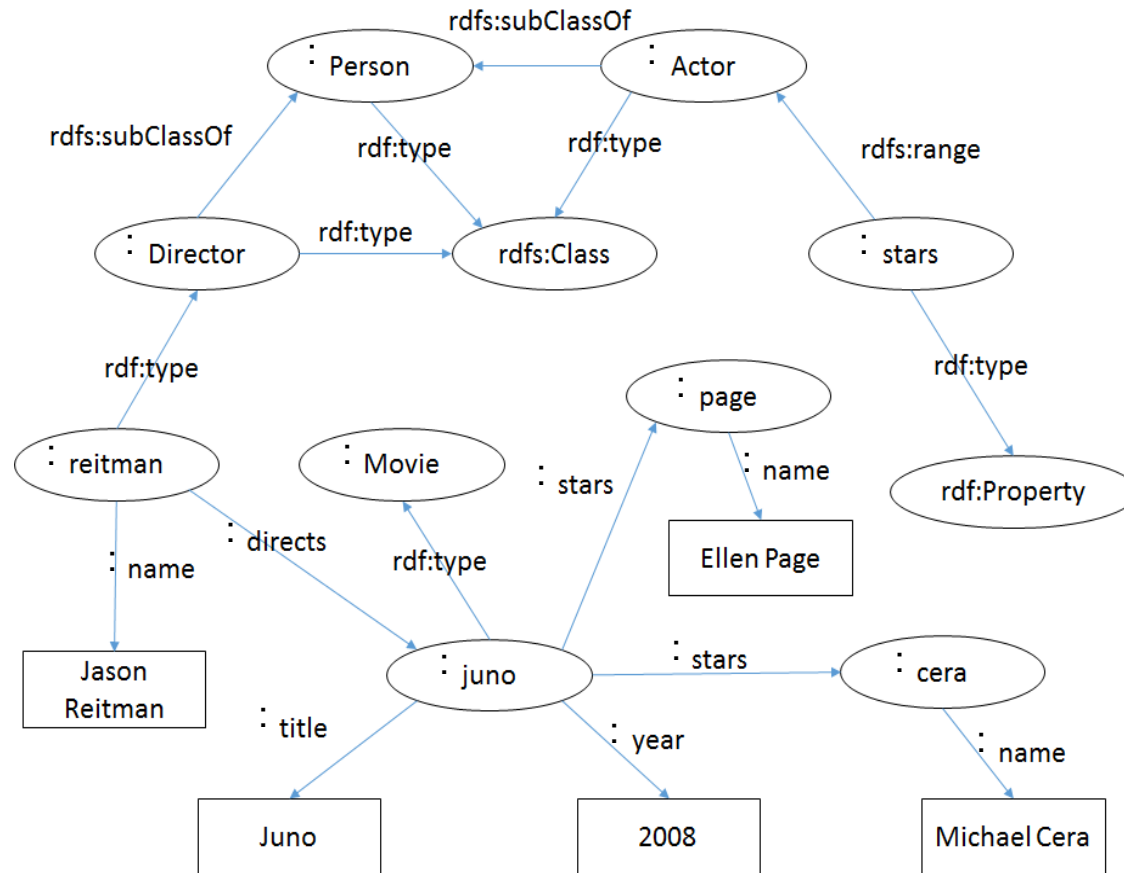 rdfs:subClassOf
: Person
: Actor
rdfs:subClassOf
rdf:type
rdf:type
rdfs:range
: Director
rdf:type
rdfs:Class
: stars
rdf:type
rdf:type
: page
: reitman
: Movie
: stars
: name
rdf:Property
: directs
: name
rdf:type
Ellen Page
Jason
Reitman
: juno
: stars
: cera
: title
: year
: name
Juno
2008
Michael Cera